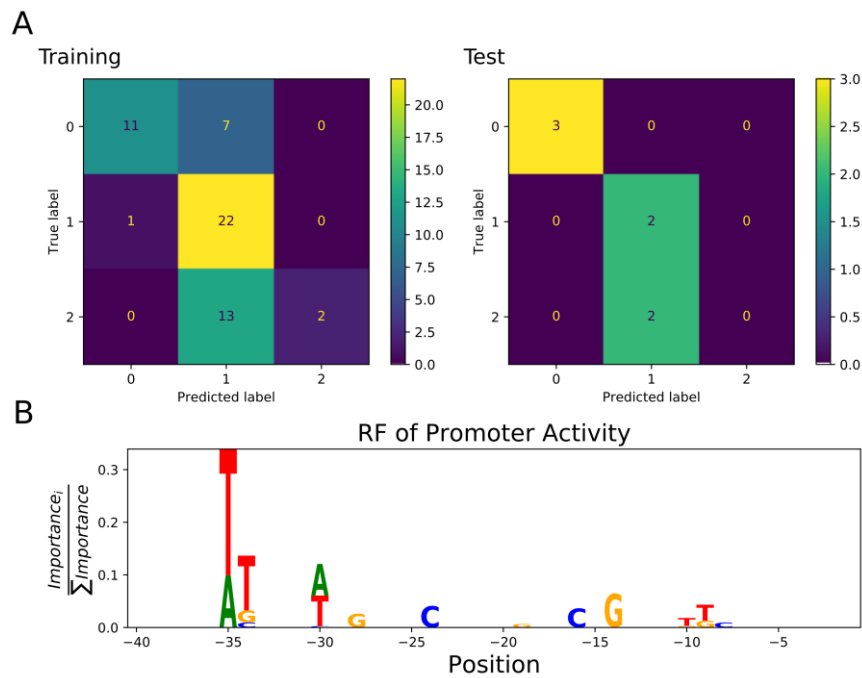 A
Training
Test
0
11
7
0
1
1
22
0
2
0
13
2
0
1
2
True label
Predicted label
20.0
17.5
15.0
12.5
10.0
7.5
5.0
2.5
0.0
0
3
0
0
1
0
2
0
2
0
2
0
0
1
2
True label
Predicted label
3.0
2.5
2.0
1.5
1.0
0.5
0.0
B
RF of Promoter Activity
Importanceᵢ
∑Importance
0.3
0.2
0.1
0.0
T
A
T
G
C
A
T
G
C
C
G
G
T
T
G
C
−40
−35
−30
−25
−20
−15
−10
−5
Position